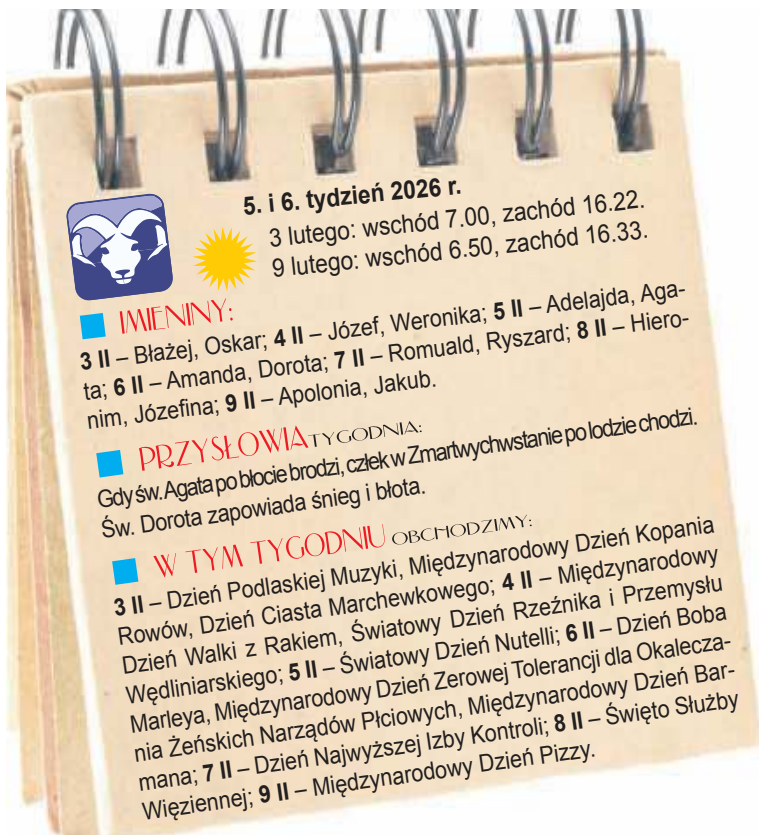 5. i 6. tydzień 2026 r.
3 lutego: wschód 7.00, zachód 16.22.
9 lutego: wschód 6.50, zachód 16.33.
IMIENINY:
3 II – Błażej, Oskar; 4 II – Józef, Weronika; 5 II – Adelajda, Aga-
ta; 6 II – Amanda, Dorota; 7 II – Romuald, Ryszard; 8 II – Hiero-
nim, Józefina; 9 II – Apolonia, Jakub.
PRZYSŁOWIA TYGODNIA:
Gdy św. Agata po błocie brodzi, człek w Zmartwychwstanie po lodzie chodzi.
Św. Dorota zapowiada śnieg i błota.
W TYM TYGODNIU OBCHODZIMY:
3 II – Dzień Podlaskiej Muzyki, Międzynarodowy Dzień Kopania
Rowów, Dzień Ciasta Marchewkowego; 4 II – Międzynarodowy
Dzień Walki z Rakiem, Światowy Dzień Rzeźnika i Przemysłu
Wędliniarskiego; 5 II – Światowy Dzień Nutelli; 6 II – Dzień Boba
Marleya, Międzynarodowy Dzień Zerowej Tolerancji dla Okalecza-
nia Żeńskich Narządów Płciowych, Międzynarodowy Dzień Bar-
mana; 7 II – Dzień Najwyższej Izby Kontroli; 8 II – Święto Służby
Więziennej; 9 II – Międzynarodowy Dzień Pizzy.